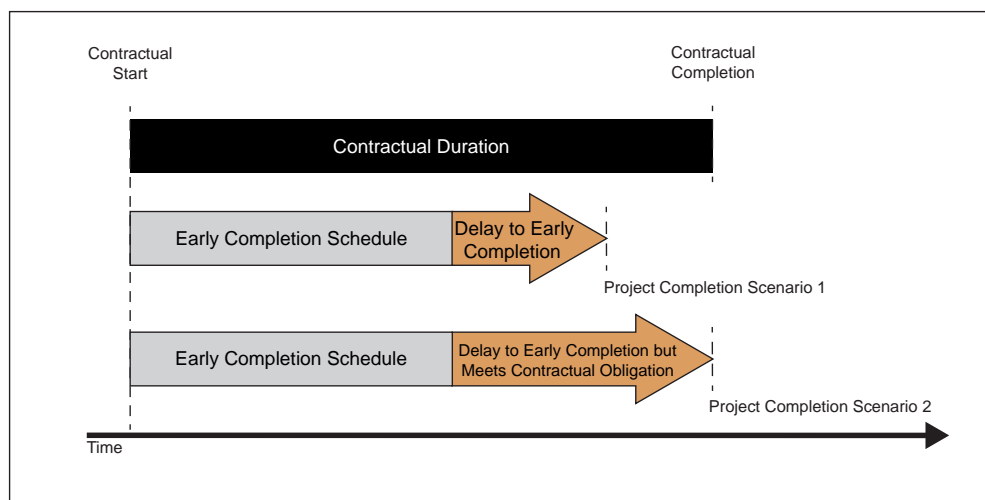 Contractual
Start
Contractual
Completion
Contractual Duration
Early Completion Schedule
Delay to Early
Completion
Project Completion Scenario 1
Early Completion Schedule
Delay to Early Completion but
Meets Contractual Obligation
Project Completion Scenario 2
Time